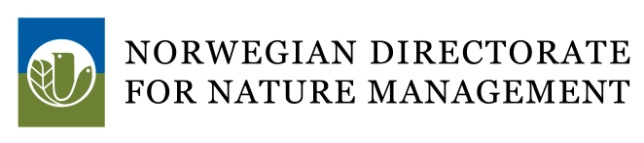 NORWEGIAN DIRECTORATE
FOR NATURE MANAGEMENT